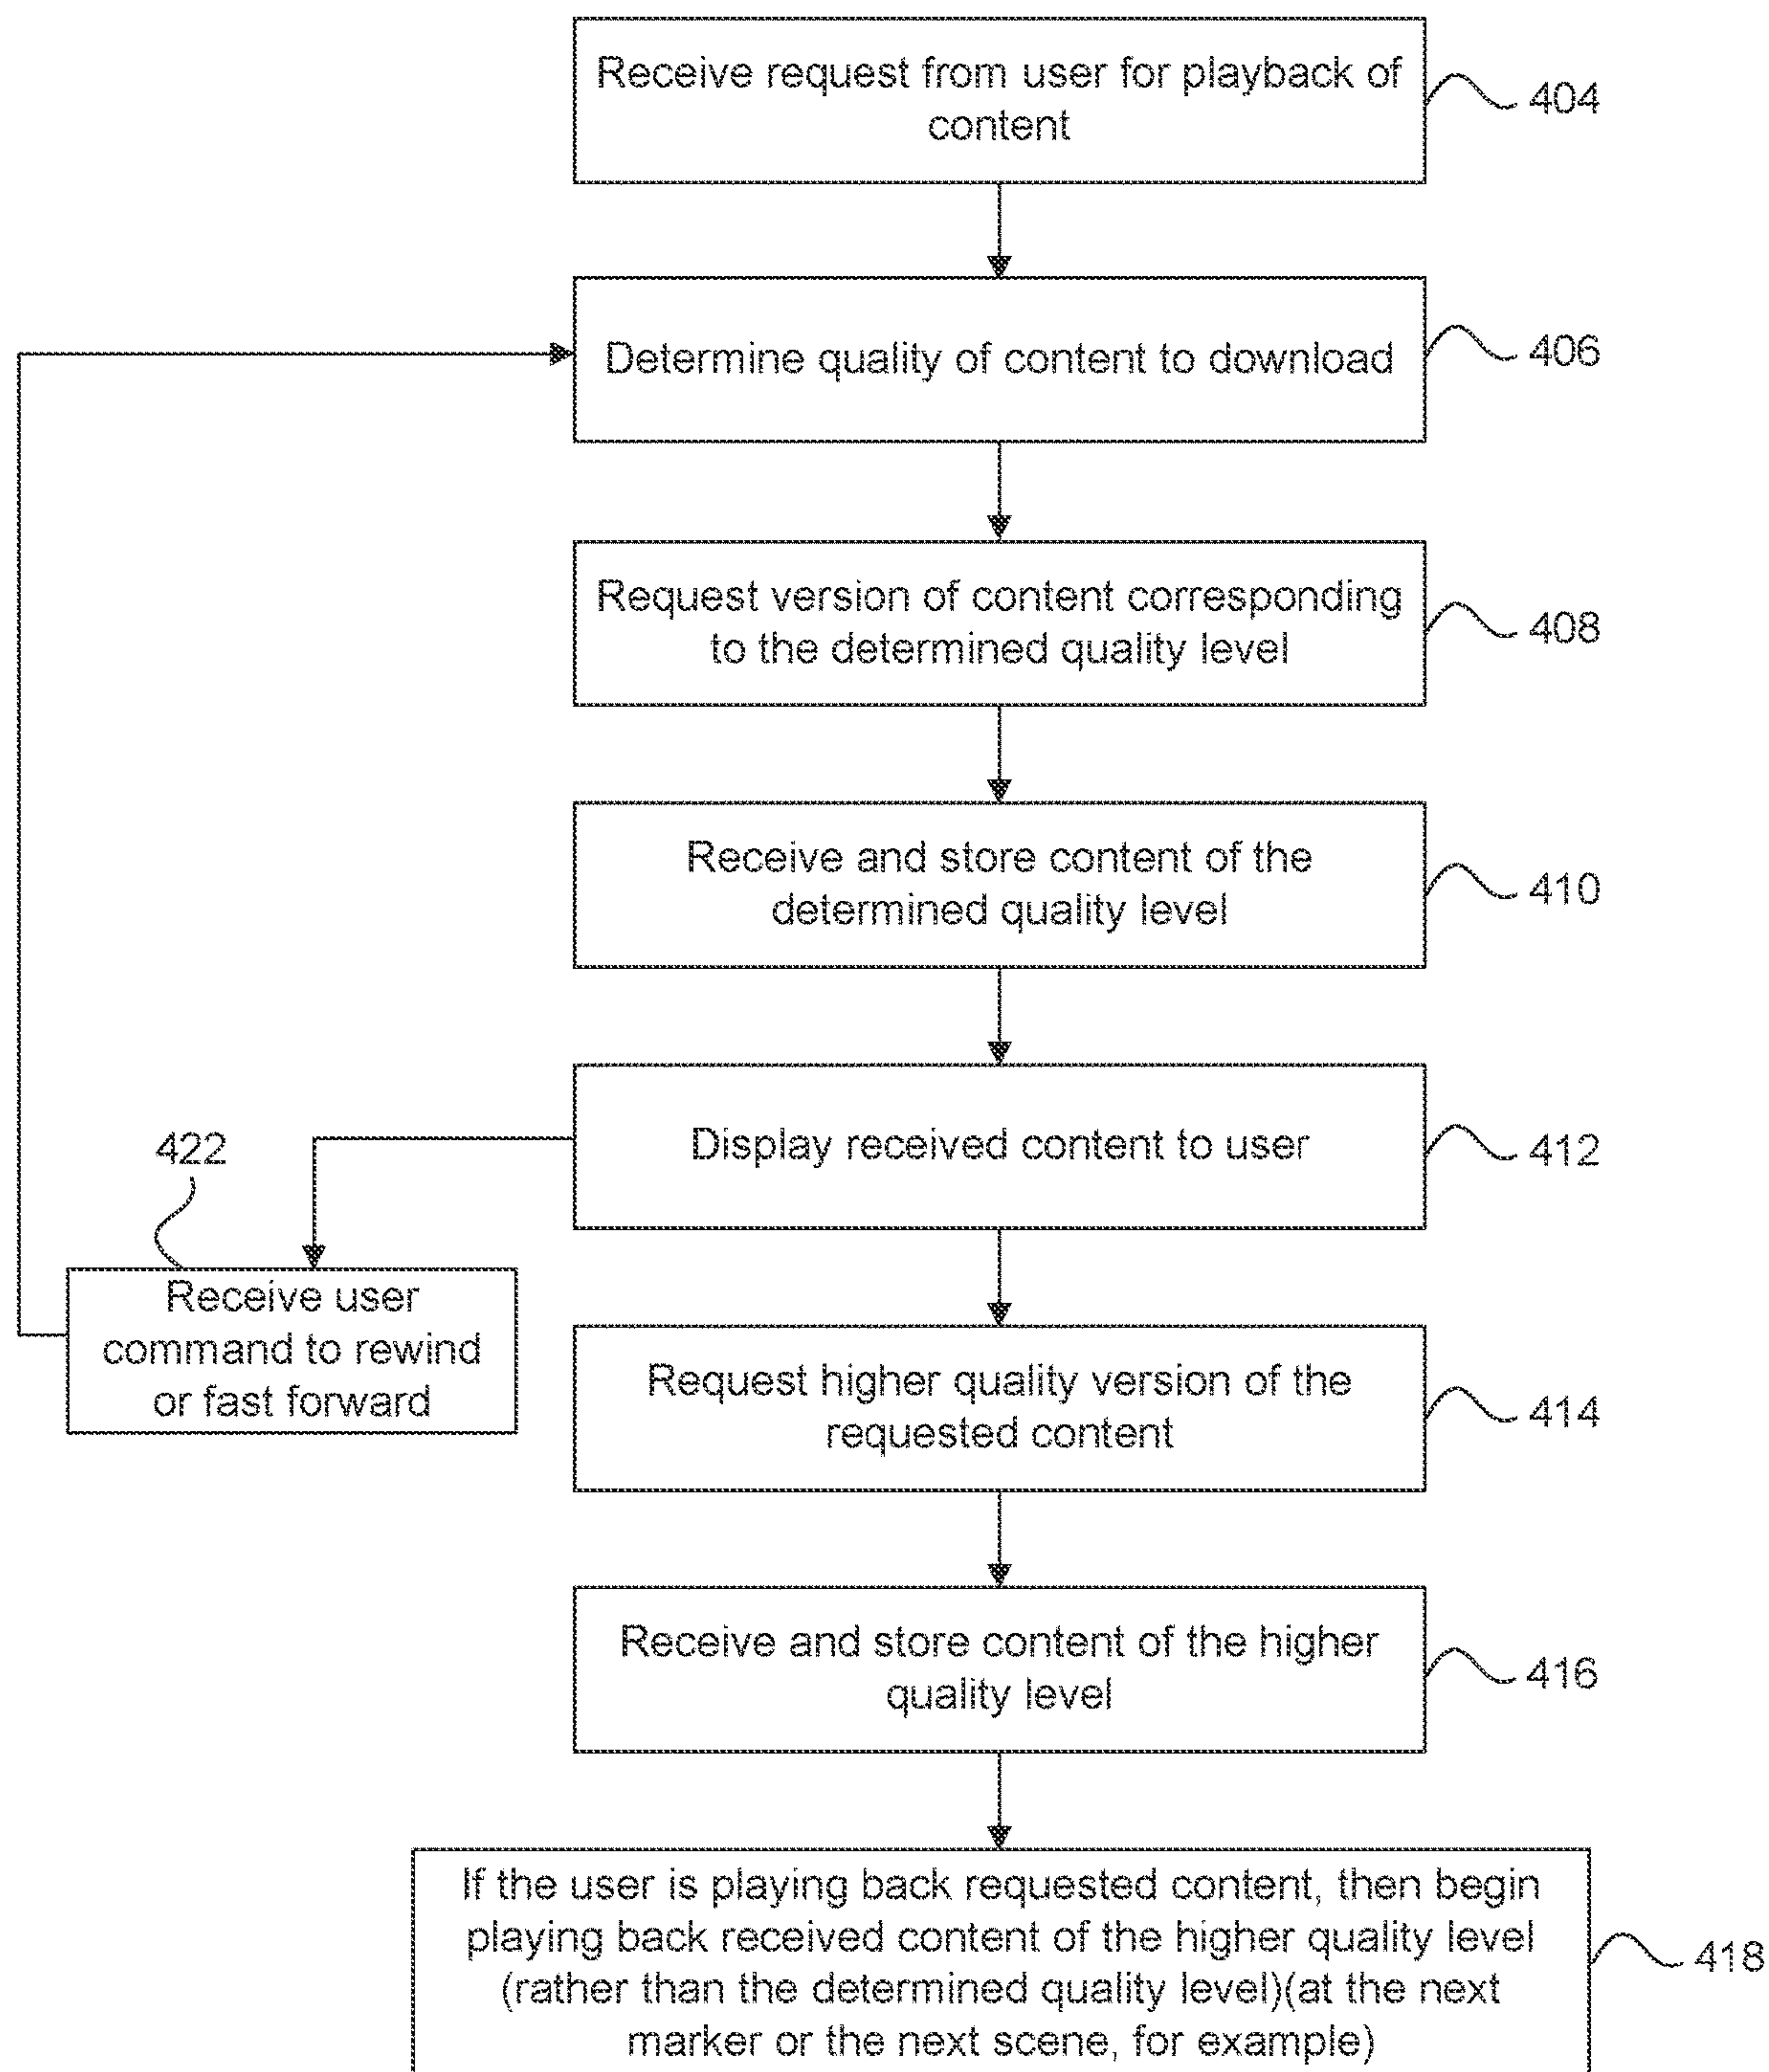 Receive request from user for playback of
content
404
Determine quality of content to download
406
Request version of content corresponding
to the determined quality level
408
Receive and store content of the
determined quality level
410
Display received content to user
412
422
Receive user
command to rewind
or fast forward
Request higher quality version of the
requested content
414
Receive and store content of the higher
quality level
416
If the user is playing back requested content, then begin
playing back received content of the higher quality level
(rather than the determined quality level)(at the next
marker or the next scene, for example)
418